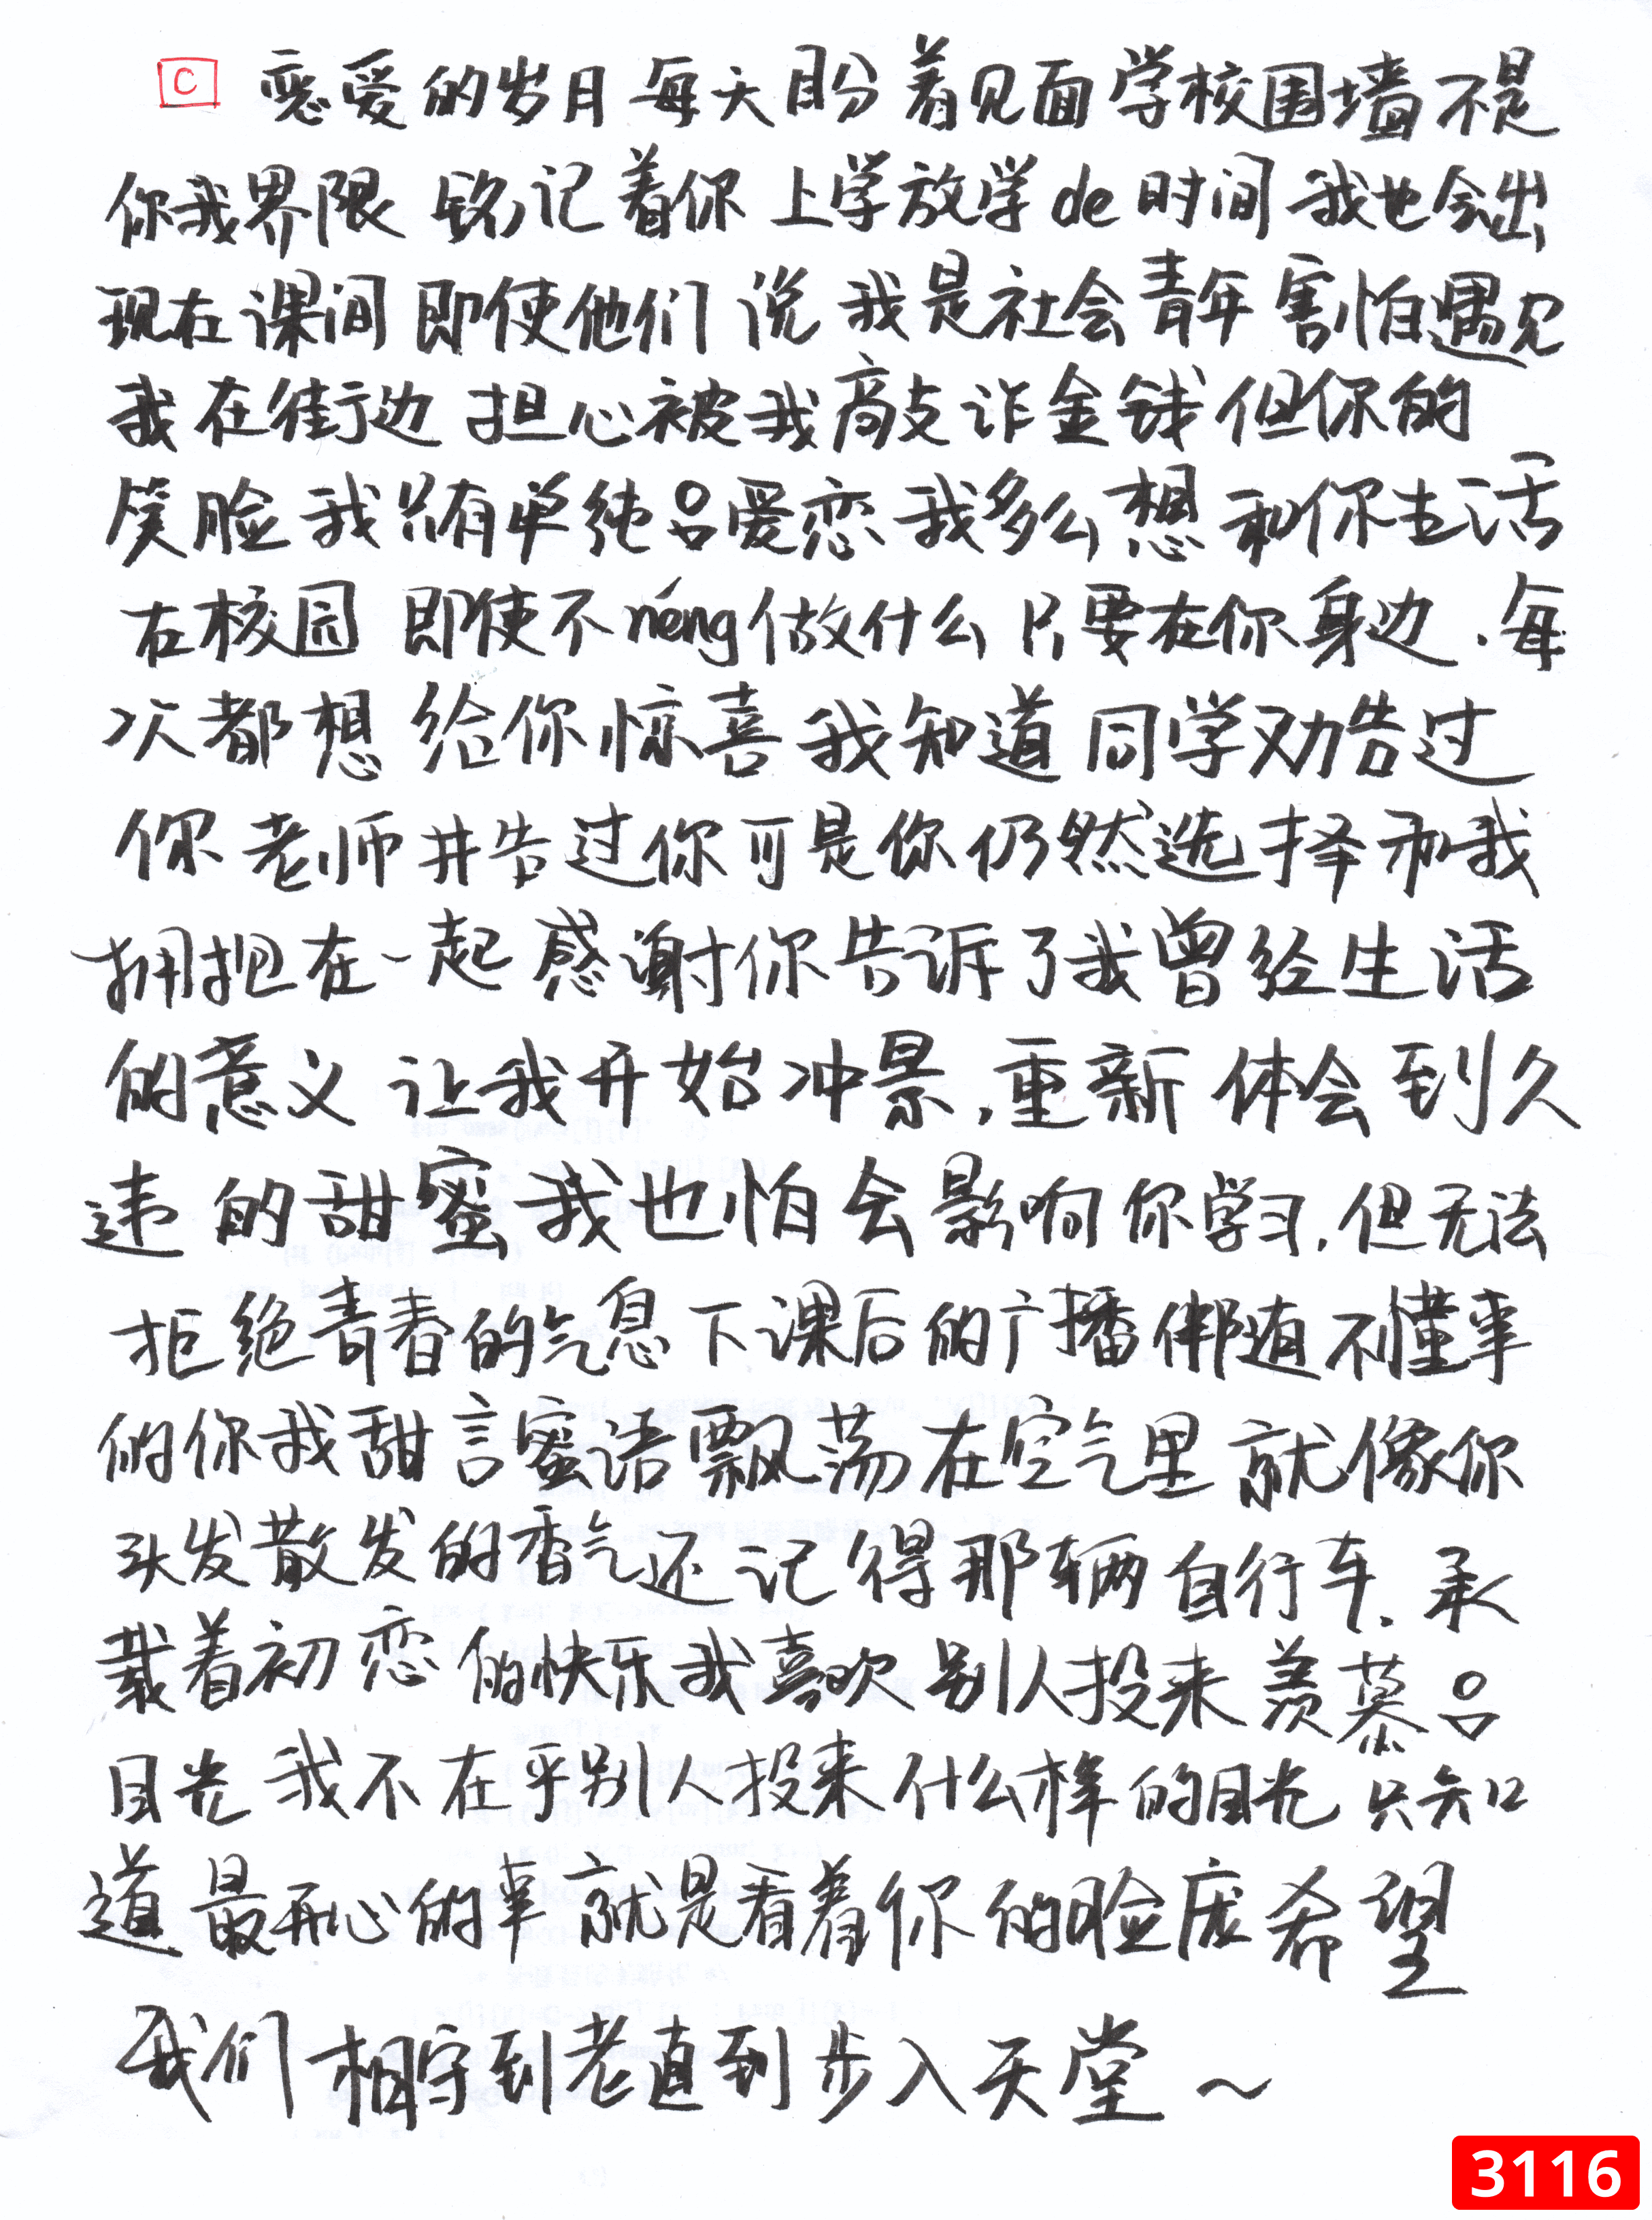 C 恋爱的岁月 每天盼着见面学校围墙不是
你我界限 铭记着你 上学放学de时间 我也会出
现在课间 即使他们说 我是社会青年 害怕遇见
我在街边 担心被我敲诈金钱 但你的
笑脸 我只有单纯吕爱恋 我多么想 和你生活
在校园 即使不néng做什么 只要在你身边.每
次都想 给你惊喜 我知道 同学劝告过
你 老师井告过你可是你仍然选择和我
拥抱在一起 感谢你告诉了我曾经生活
的意义 让我开始冲景,重新 体会到久
违的甜蜜 我也怕会影响你学习,但无法
拒绝青春的气息 下课后的广播 绑 不懂事
的你我甜言蜜语飘荡在空气里 就像你
头发散发的香气还记得那辆自行车.承
载着初恋的快乐我喜欢别人投来羡慕吕
目光 我不在乎别人投来什么样的目光 只知
道最开心的事就是看着你的脸庞希望
我们相守到老直到步入天堂~
3116